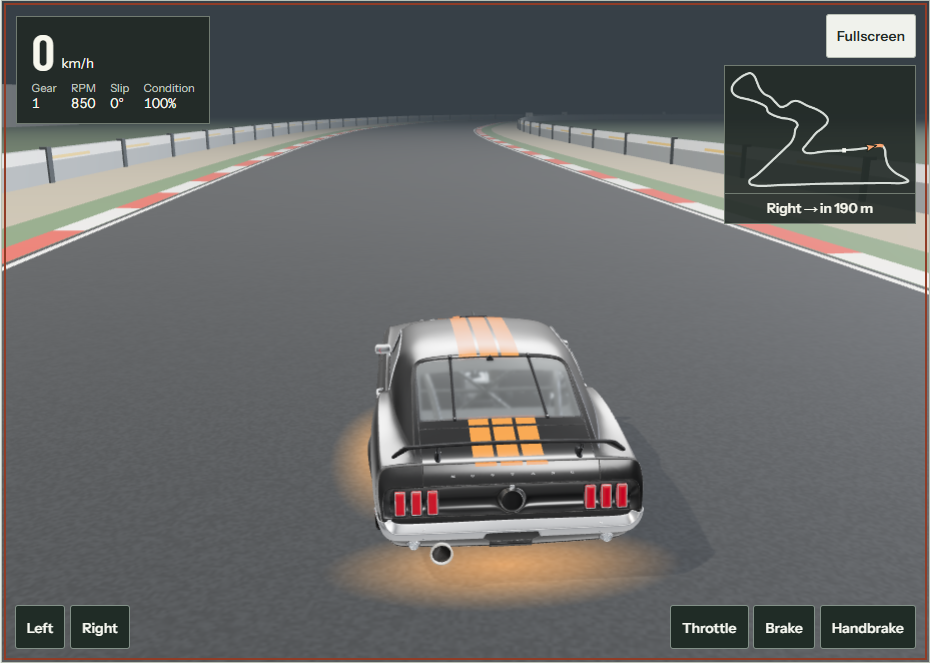 0 km/h
Gear RPM Slip Condition
1 850 0° 100%
Fullscreen
Right → in 190 m
Left Right Throttle Brake Handbrake